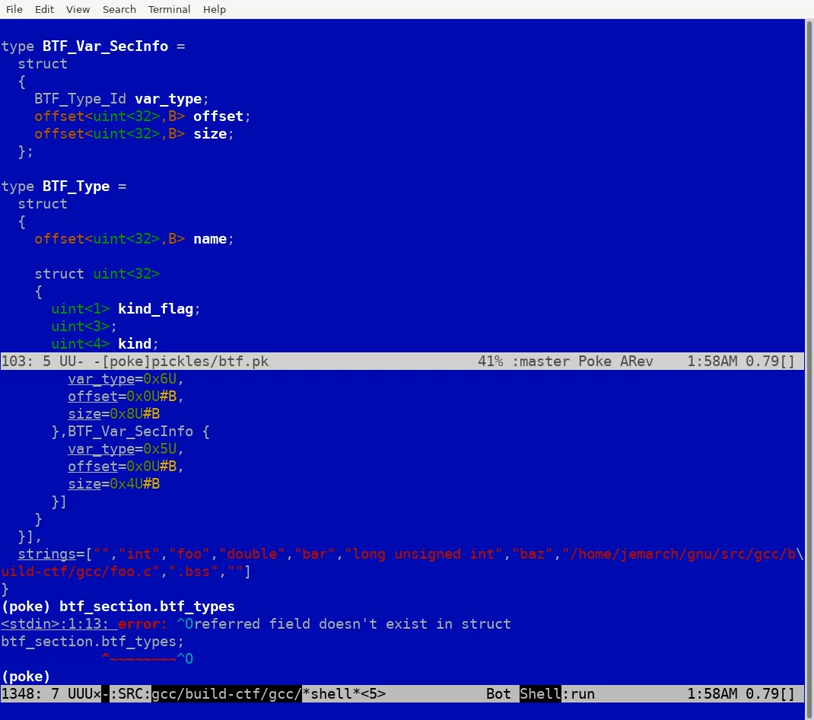 File Edit View Search Terminal Help
type BTF_Var_SecInfo =
struct
{
BTF_Type_Id var_type;
offset<uint<32>,B> offset;
offset<uint<32>,B> size;
};
type BTF_Type =
struct
{
offset<uint<32>,B> name;
struct uint<32>
{
uint<1> kind_flag;
uint<3>;
uint<4> kind;
103: 5 UU- -[poke]pickles/btf.pk 41% :master Poke ARev 1:58AM 0.79[]
var_type=0x6U,
offset=0x0U#B,
size=0x8U#B
},BTF_Var_SecInfo {
var_type=0x5U,
offset=0x0U#B,
size=0x4U#B
}]
}
}],
strings=["","int","foo","double","bar","long unsigned int","baz","/home/jemarch/gnu/src/gcc/b\
uild-ctf/gcc/foo.c",".bss",""]
}
(poke) btf_section.btf_types
<stdin>:1:13: error: ^Oreferred field doesn't exist in struct
btf_section.btf_types;
^~~~~~~~~^O
(poke)
1348: 7 UUU×-:SRC:gcc/build-ctf/gcc/*shell*<5> Bot Shell:run 1:58AM 0.79[]